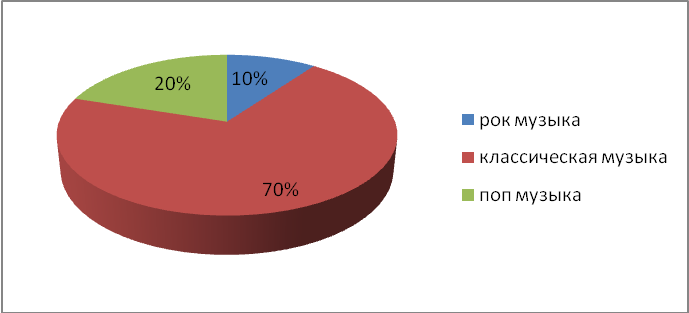 10%
20%
70%
рок музыка
классическая музыка
поп музыка